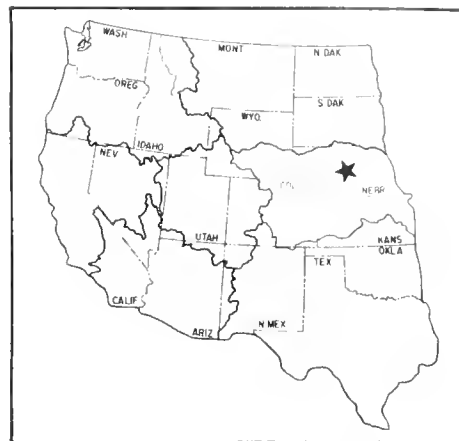 WASH
MONT
N DAK
OREG
S DAK
WYO
IDAHO
NEV
NEBR
UTAH
KANS
OKLA
TEX
CALIF
N MEX
ARIZ